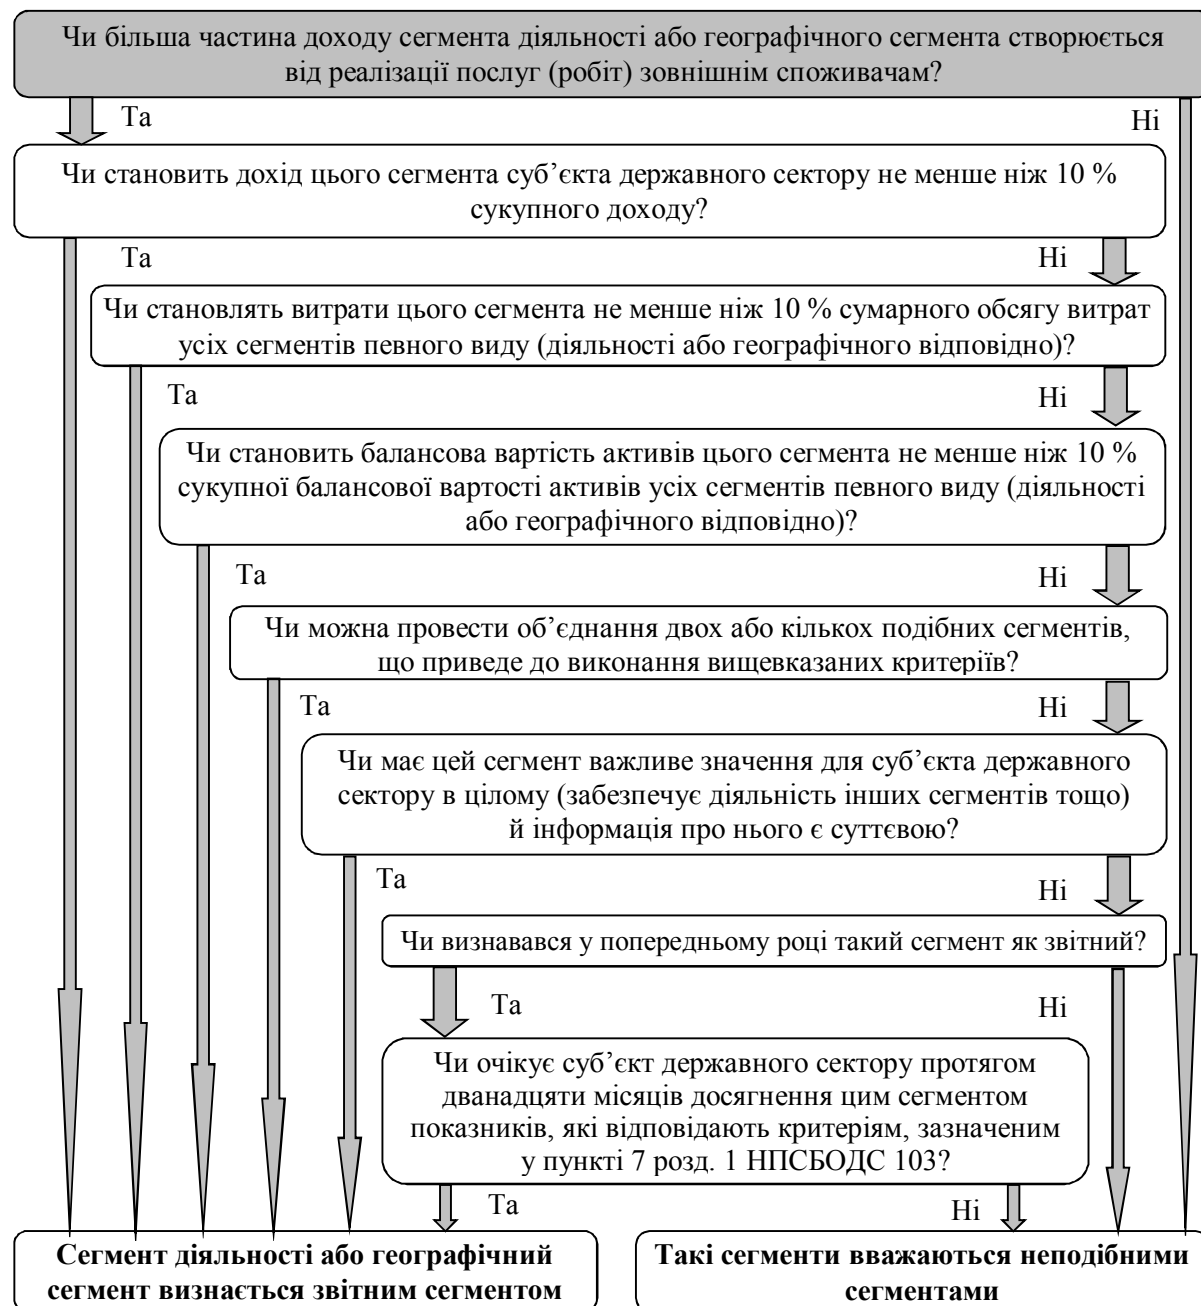 Чи більша частина доходу сегмента діяльності або географічного сегмента створюється
від реалізації послуг (робіт) зовнішнім споживачам?
Та
Ні
Чи становить дохід цього сегмента суб’єкта державного сектору не менше ніж 10 %
сукупного доходу?
Та
Ні
Чи становлять витрати цього сегмента не менше ніж 10 % сумарного обсягу витрат
усіх сегментів певного виду (діяльності або географічного відповідно)?
Та
Ні
Чи становить балансова вартість активів цього сегмента не менше ніж 10 %
сукупної балансової вартості активів усіх сегментів певного виду (діяльності
або географічного відповідно)?
Та
Ні
Чи можна провести об’єднання двох або кількох подібних сегментів,
що приведе до виконання вищевказаних критеріїв?
Та
Ні
Чи має цей сегмент важливе значення для суб’єкта державного
сектору в цілому (забезпечує діяльність інших сегментів тощо)
й інформація про нього є суттєвою?
Та
Ні
Чи визнавався у попередньому році такий сегмент як звітний?
Та
Ні
Чи очікує суб’єкт державного сектору протягом
дванадцяти місяців досягнення цим сегментом
показників, які відповідають критеріям, зазначеним
у пункті 7 розд. 1 НПСБОДС 103?
Та
Ні
Сегмент діяльності або географічний
сегмент визнається звітним сегментом
Такі сегменти вважаються неподібними
сегментами